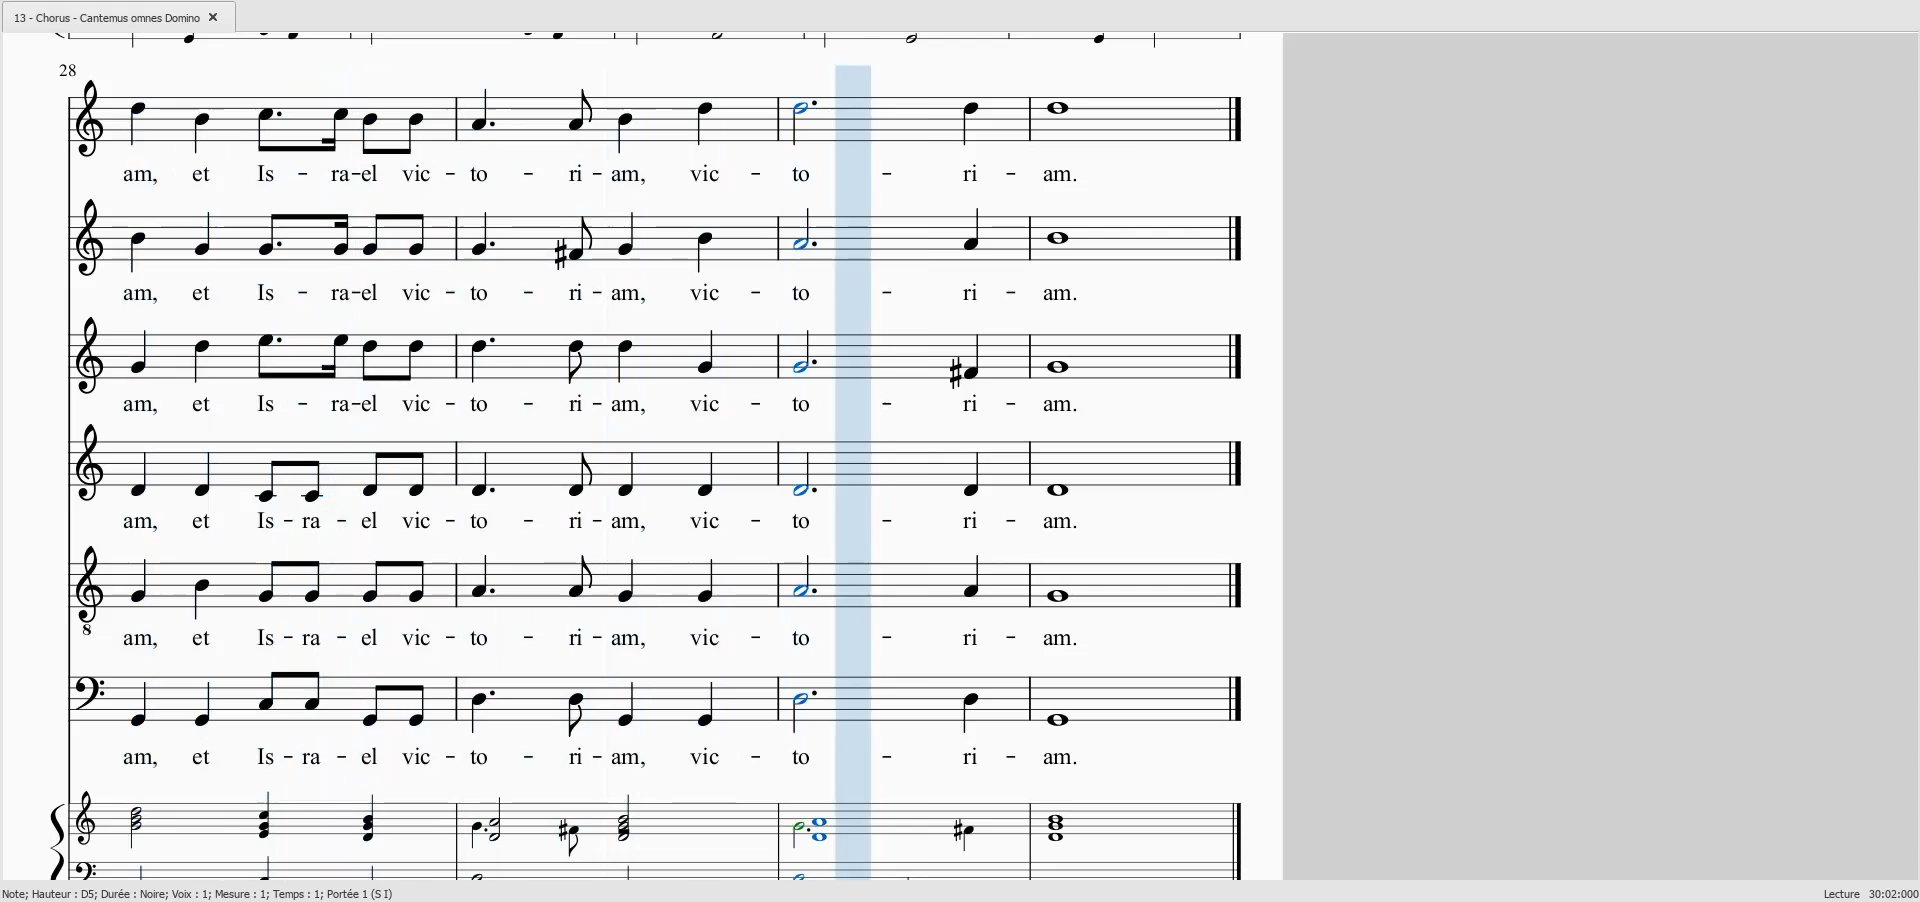 13 - Chorus - Cantemus omnes Domino ✕
28
am, et Is - ra-el vic - to - ri - am, vic - to - ri - am.
am, et Is - ra-el vic - to - ri - am, vic - to - ri - am.
am, et Is - ra-el vic - to - ri - am, vic - to - ri - am.
am, et Is - ra - el vic - to - ri - am, vic - to - ri - am.
8
am, et Is - ra - el vic - to - ri - am, vic - to - ri - am.
am, et Is - ra - el vic - to - ri - am, vic - to - ri - am.
Note; Hauteur : D5; Durée : Noire; Voix : 1; Mesure : 1; Temps : 1; Portée 1 (S I) Lecture 30:02:000